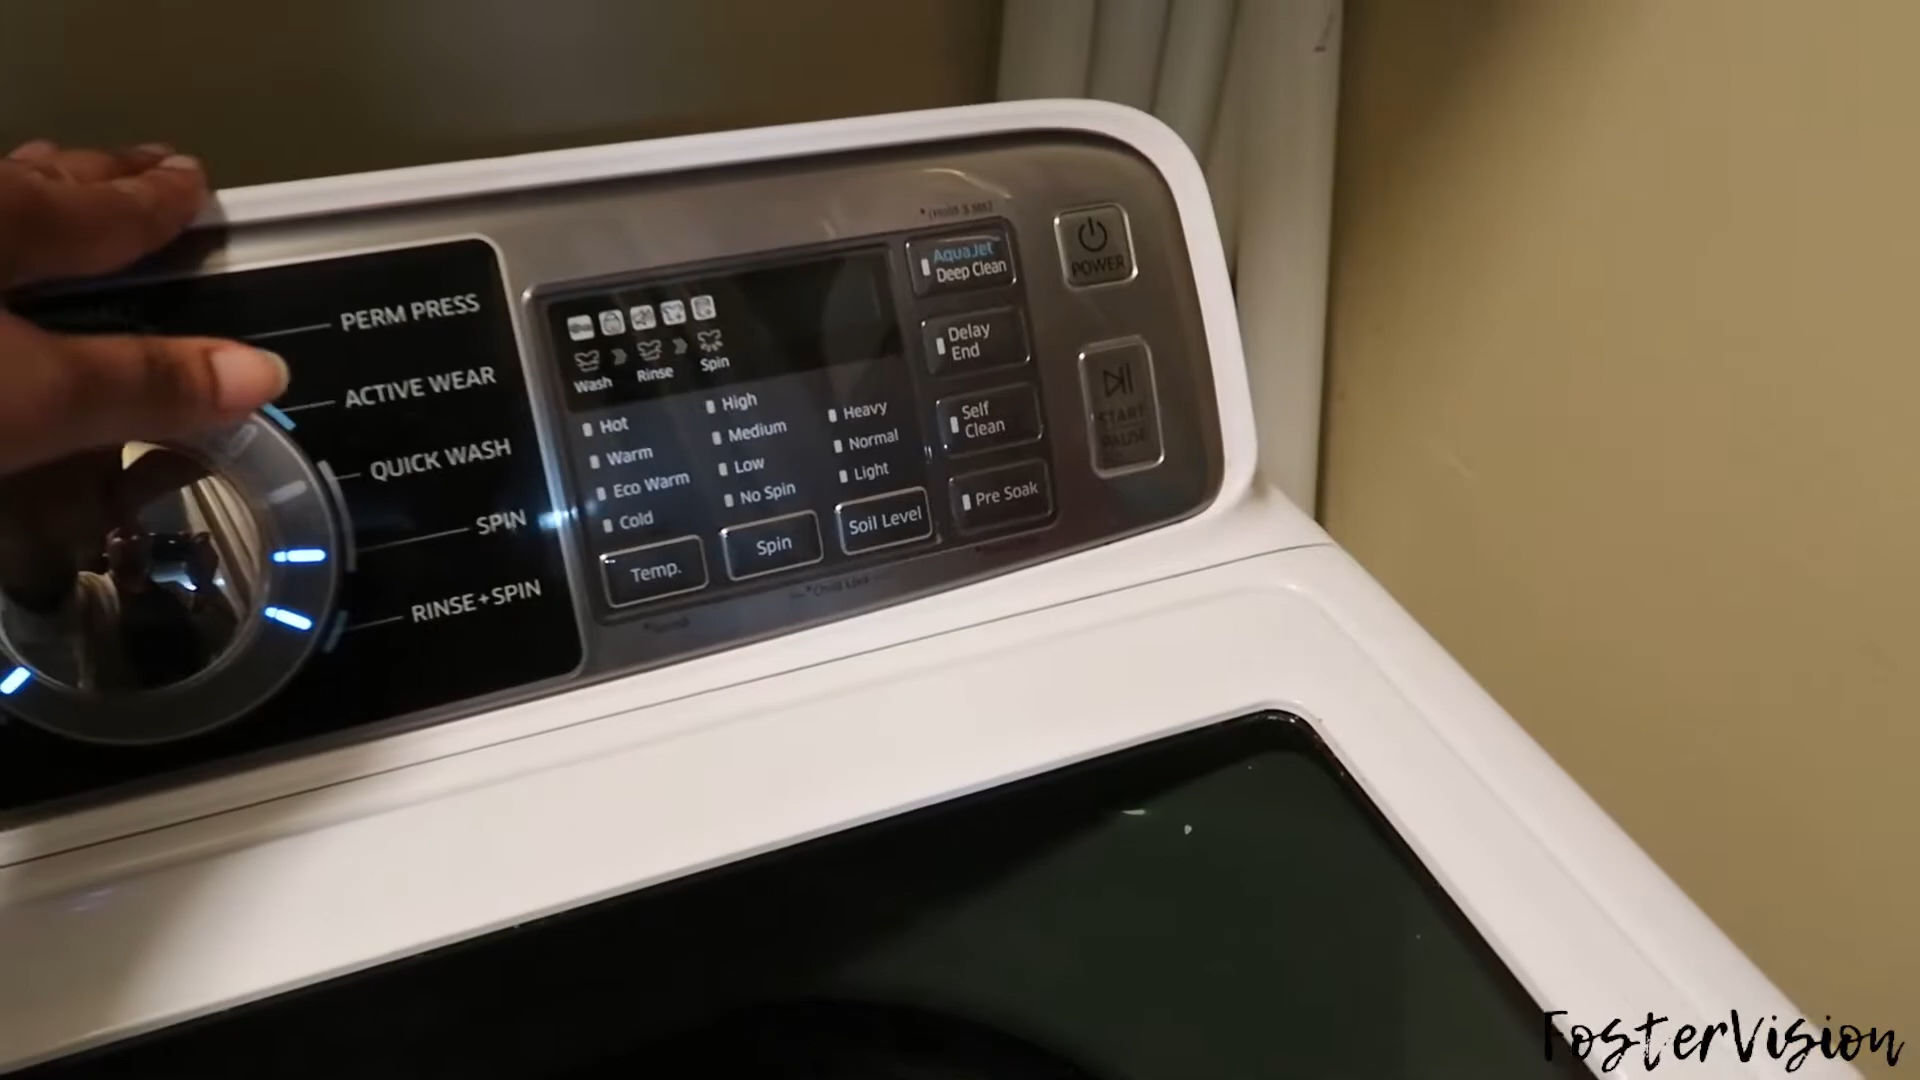 PERM PRESS
ACTIVE WEAR
QUICK WASH
SPIN
RINSE+SPIN
Wash
Rinse
Spin
Hot
Warm
Eco Warm
Cold
Temp.
High
Medium
Low
No Spin
Spin
Heavy
Normal
Light
Soil Level
AquaJet
Deep Clean
Delay
End
Self
Clean
Pre Soak
POWER
START
PAUSE
FosterVision